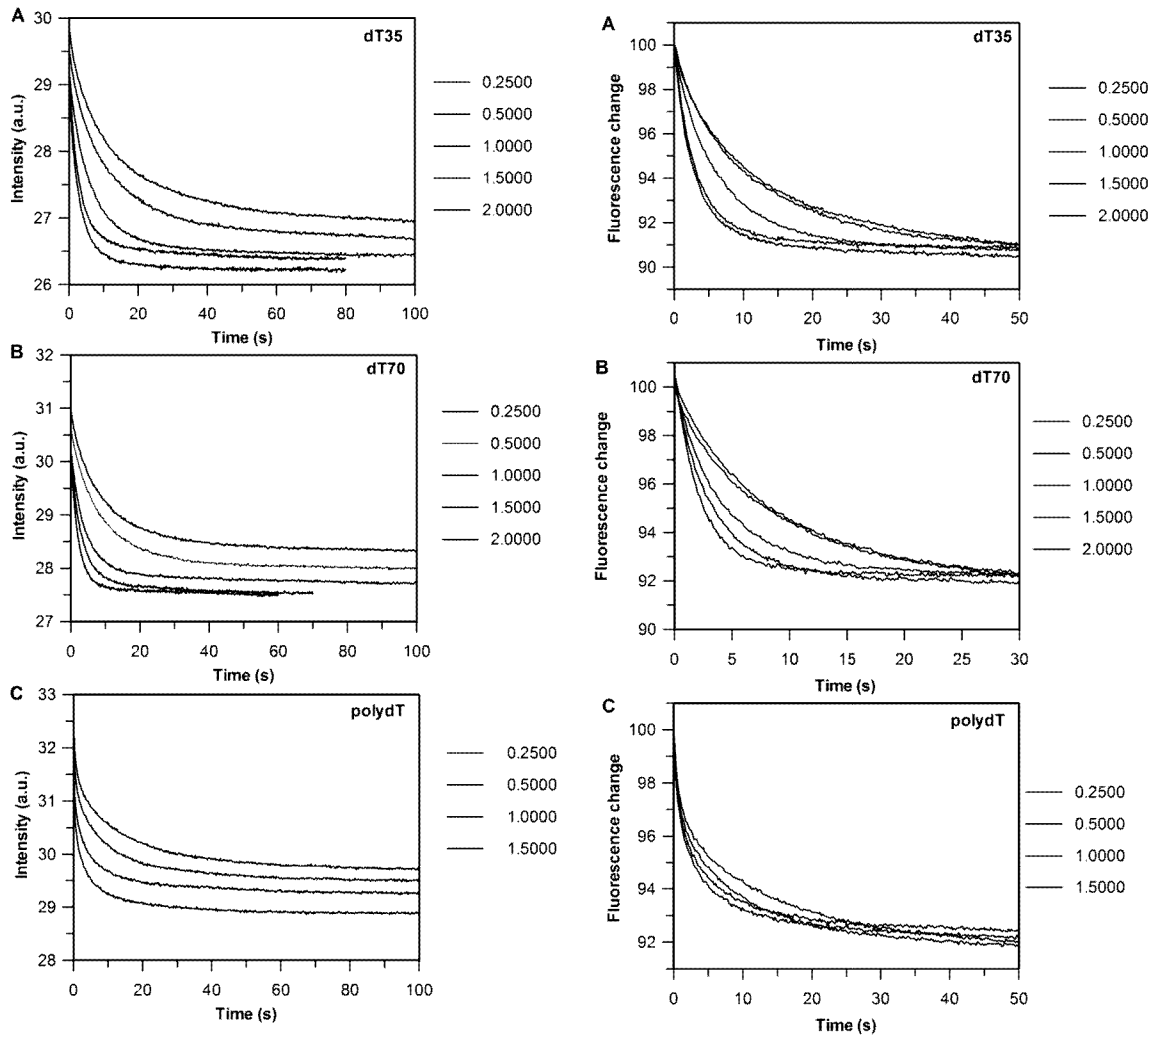 A
dT35
Intensity (a.u.)
30
29
28
27
26
0 20 40 60 80 100
Time (s)
0.2500
0.5000
1.0000
1.5000
2.0000
A
dT35
Fluorescence change
100
98
96
94
92
90
0 10 20 30 40 50
Time (s)
0.2500
0.5000
1.0000
1.5000
2.0000
B
dT70
Intensity (a.u.)
32
31
30
29
28
27
0 20 40 60 80 100
Time (s)
0.2500
0.5000
1.0000
1.5000
2.0000
B
dT70
Fluorescence change
100
98
96
94
92
90
0 5 10 15 20 25 30
Time (s)
0.2500
0.5000
1.0000
1.5000
2.0000
C
polydT
Intensity (a.u.)
33
32
31
30
29
28
0 20 40 60 80 100
Time (s)
0.2500
0.5000
1.0000
1.5000
C
polydT
Fluorescence change
100
98
96
94
92
0 10 20 30 40 50
Time (s)
0.2500
0.5000
1.0000
1.5000